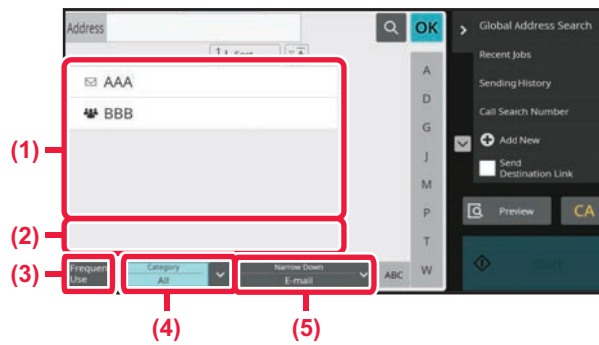 Address
OK
Global Address Search
Sort
Recent Jobs
A
AAA
Sending History
D
BBB
Call Search Number
G
Add New
(1)
J
Send
Destination Link
M
P
Preview
CA
(2)
T
(3)
Frequen
Use
Category
All
Narrow Down
E-mail
ABC
W
Start
(4)
(5)